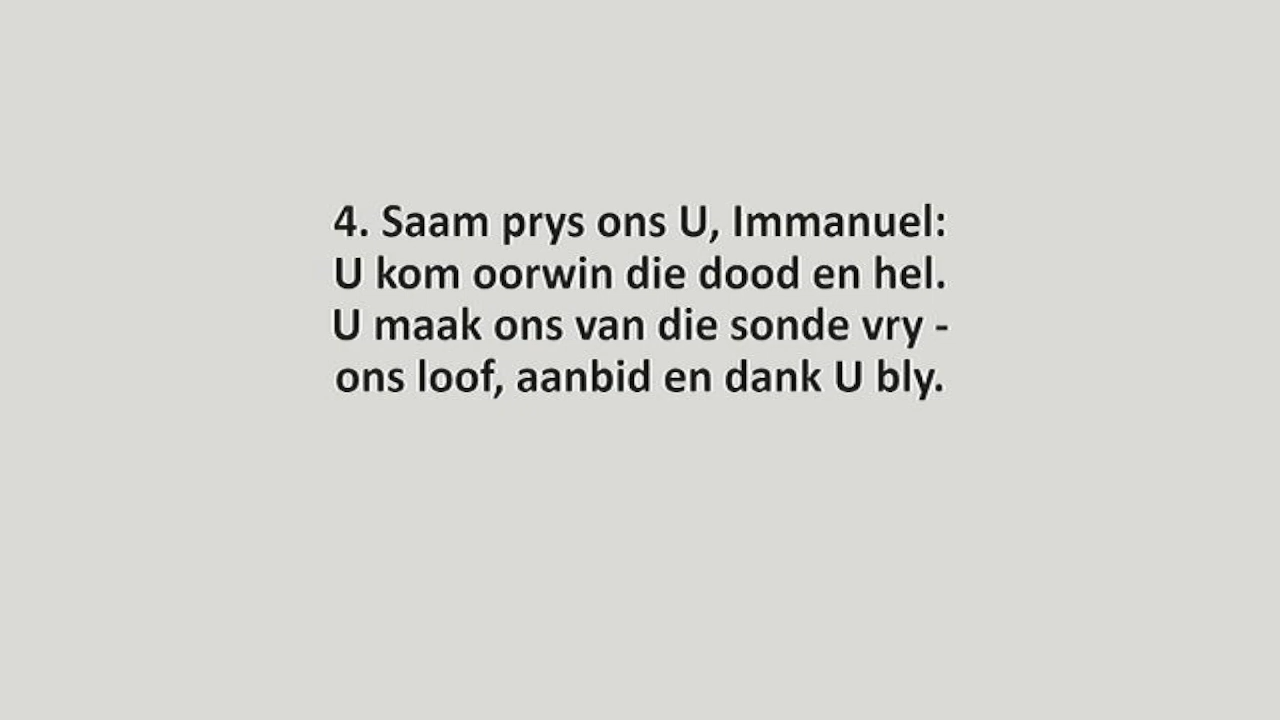 4. Saam prys ons U, Immanuel:
U kom oorwin die dood en hel.
U maak ons van die sonde vry -
ons loof, aanbid en dank U bly.